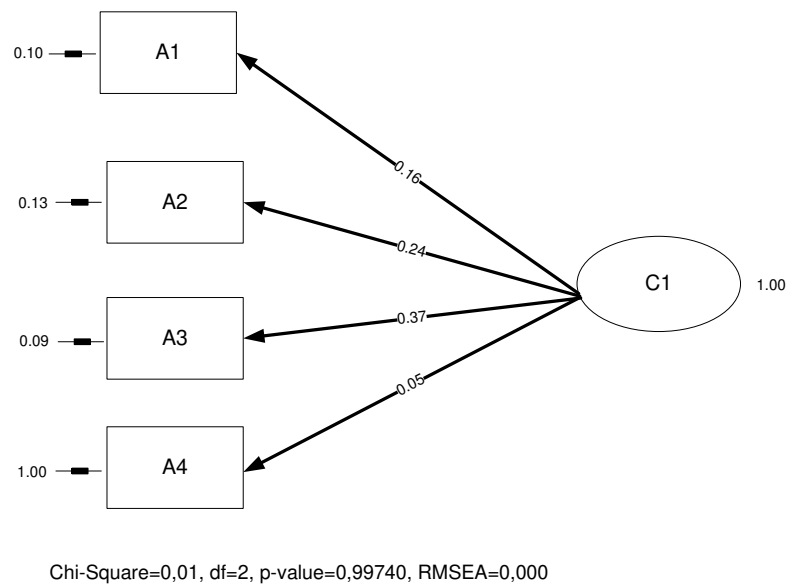 0.10 A1
0.16
0.13 A2
0.24
C1 1.00
0.37
0.09 A3
0.05
1.00 A4
Chi-Square=0,01, df=2, p-value=0,99740, RMSEA=0,000